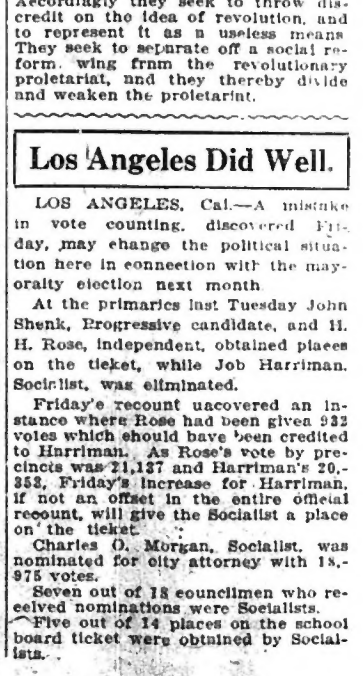 Accordingly they seek to throw dis-
credit on the idea of revolution, and
to represent it as a useless means
They seek to separate off a social re-
form. wing frnm the revolutionary
proletariat, and they thereby divide
and weaken the proletariat.
Los Angeles Did Well.
LOS ANGELES, Cal.—A mistake
in vote counting, discovered Fri-
day, may change the political situa-
tion here in connection with the may-
oralty election next month
At the primaries last Tuesday John
Shenk, Progressive candidate, and H.
H. Rose, independent, obtained places
on the ticket, while Job Harriman,
Socialist, was eliminated.
Friday'e recount uncovered an in-
stance where Rose had been given 932
votes which should have been credited
to Harriman. As Rose's vote by pre-
cincts was 21,137 and Harriman's 20,-
353, Friday's increase for Harriman,
if not an offset in the entire official
recount, will give the Socialist a place
on the ticket.
Charles O. Morgan, Socialist, was
nominated for city attorney with 18,-
975 votes.
Seven out of 18 councilmen who re-
ceived nominations were Socialists.
Five out of 14 places on the school
board ticket were obtained by Social-
ists.